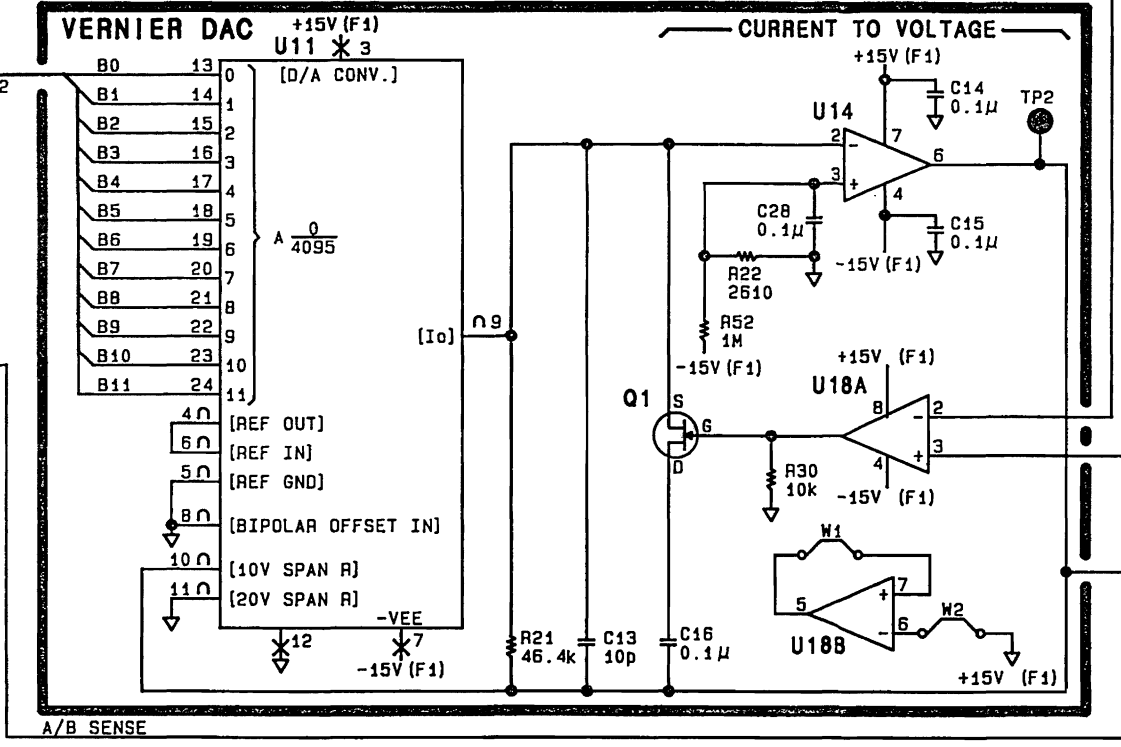 VERNIER DAC
+15V (F1)
U11
3
[D/A CONV.]
CURRENT TO VOLTAGE
+15V (F1)
C14
0.1μ
TP2
U14
7
2
-
6
3
+
4
C28
0.1μ
C15
0.1μ
-15V (F1)
R22
2610
R52
1M
-15V (F1)
2
B0 13 0
B1 14 1
B2 15 2
B3 16 3
B4 17 4
B5 18 5
B6 19 6
B7 20 7
B8 21 8
B9 22 9
B10 23 10
B11 24 11
A 0
4095
[Io]
∩ 9
4 ∩ [REF OUT]
6 ∩ [REF IN]
5 ∩ [REF GND]
8 ∩ [BIPOLAR OFFSET IN]
10 ∩ [10V SPAN R]
11 ∩ [20V SPAN R]
-VEE
12
7
-15V (F1)
+15V (F1)
U18A
Q1
S
G
D
8
2
-
3
+
4
R30
10k
-15V (F1)
W1
5
7
+
6
-
W2
U18B
+15V (F1)
R21
46.4k
C13
10p
C16
0.1μ
A/B SENSE